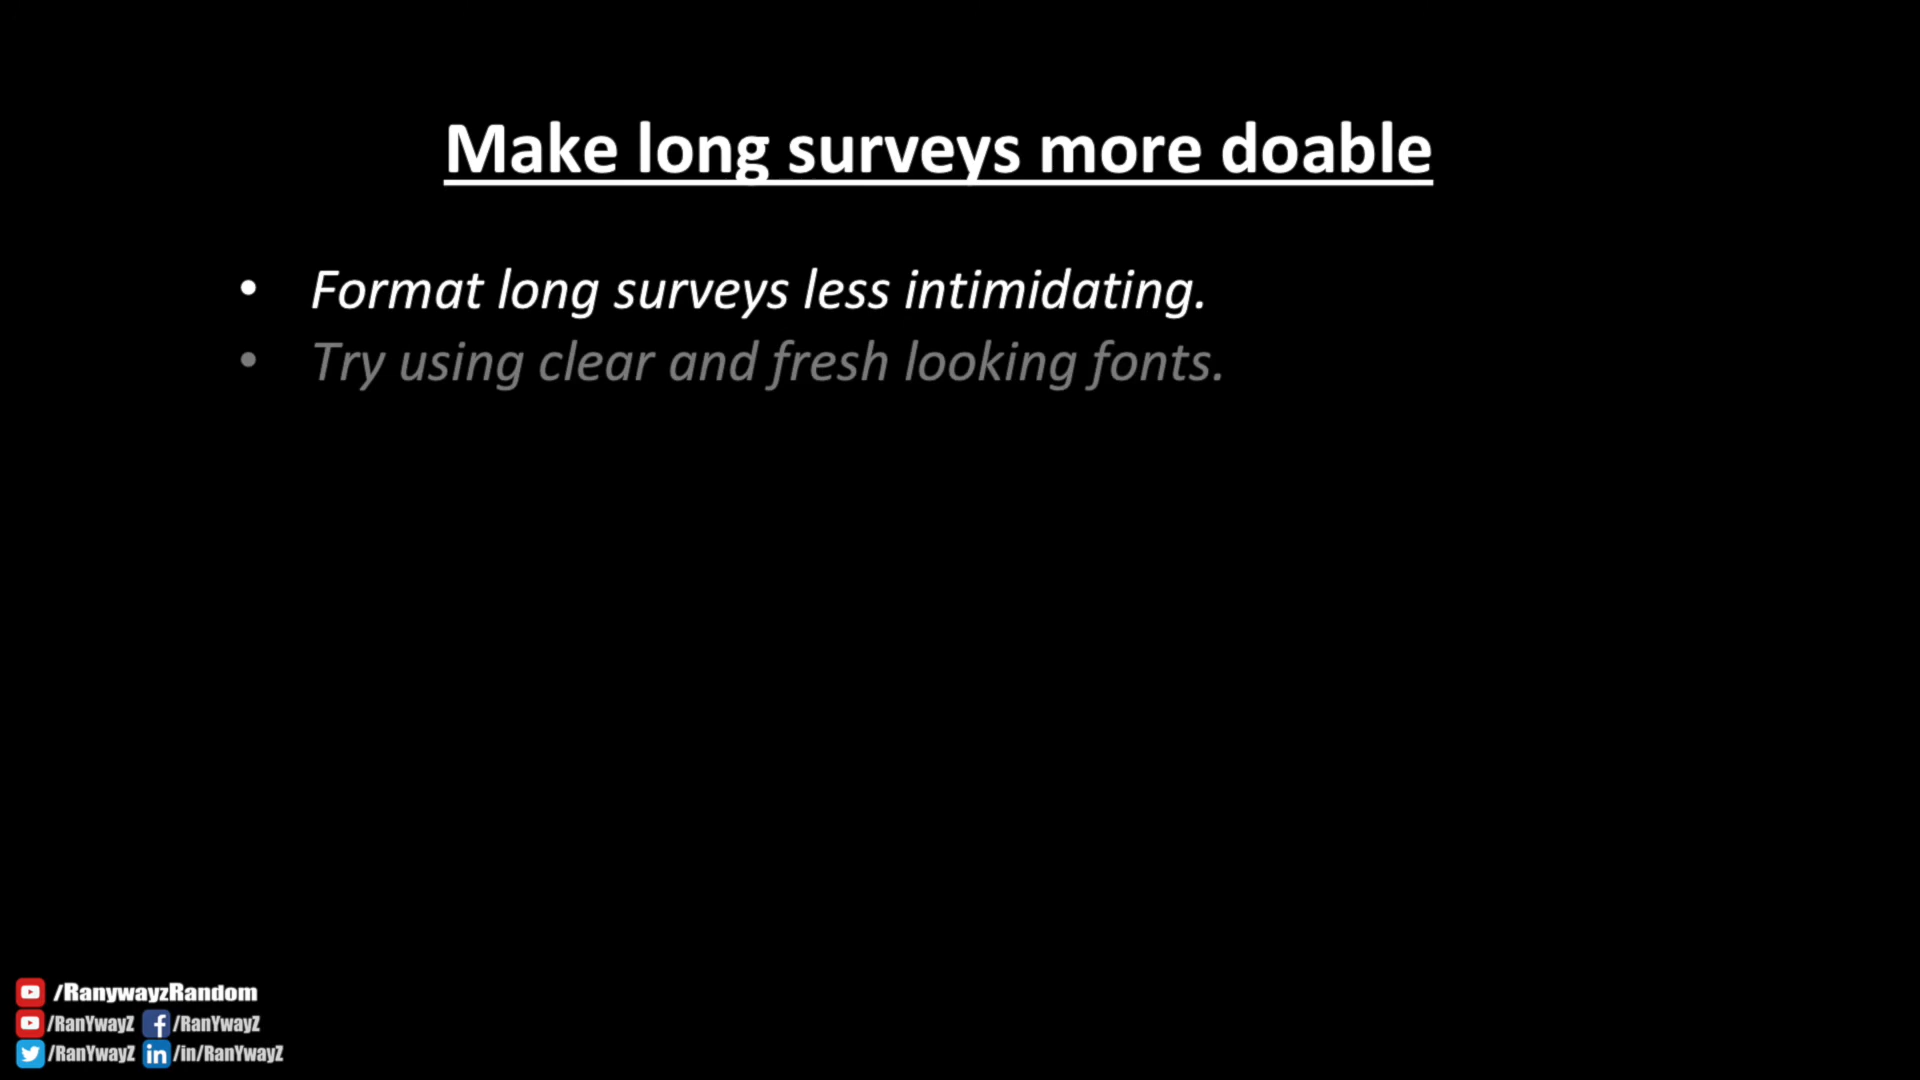 Make long surveys more doable
• Format long surveys less intimidating.
• Try using clear and fresh looking fonts.
/RanywayzRandom
/RanYwayZ /RanYwayZ
/RanYwayZ /in/RanYwayZ